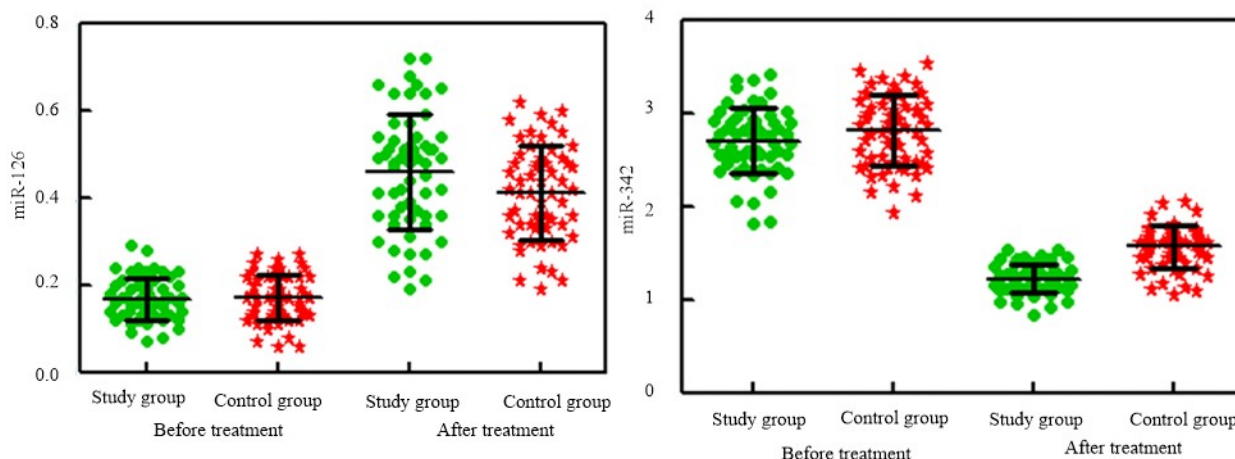 miR-126
0.8
0.6
0.4
0.2
0.0
Study group
Control group
Study group
Control group
Before treatment
After treatment
miR-342
4
3
2
1
0
Study group
Control group
Study group
Control group
Before treatment
After treatment